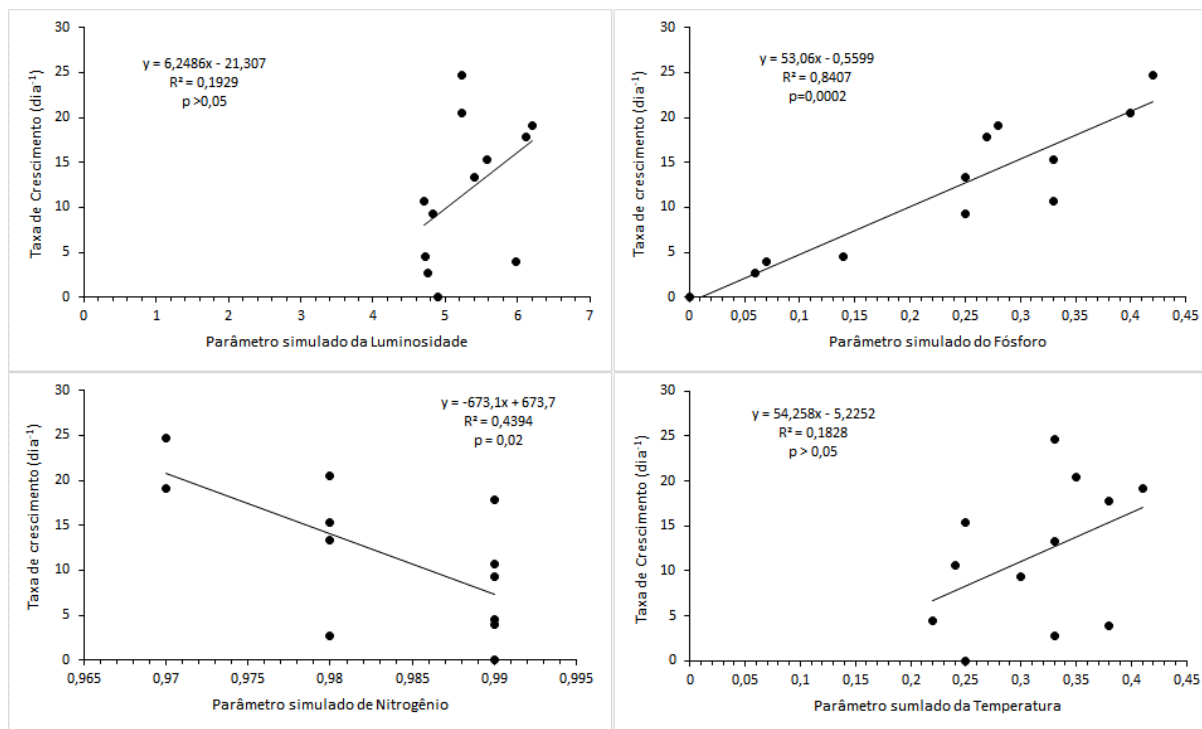 30
25
20
15
10
5
0
Taxa de Crescimento (dia⁻¹)
y = 6,2486x - 21,307
R² = 0,1929
p >0,05
0 1 2 3 4 5 6 7
Parâmetro simulado da Luminosidade
30
25
20
15
10
5
0
Taxa de crescimento (dia⁻¹)
y = 53,06x - 0,5599
R² = 0,8407
p=0,0002
0 0,05 0,1 0,15 0,2 0,25 0,3 0,35 0,4 0,45
Parâmetro simulado do Fósforo
30
25
20
15
10
5
0
Taxa de crescimento (dia⁻¹)
y = -673,1x + 673,7
R² = 0,4394
p = 0,02
0,965 0,97 0,975 0,98 0,985 0,99 0,995
Parâmetro simulado de Nitrogênio
30
25
20
15
10
5
0
Taxa de Crescimento (dia⁻¹)
y = 54,258x - 5,2252
R² = 0,1828
p > 0,05
0 0,05 0,1 0,15 0,2 0,25 0,3 0,35 0,4 0,45
Parâmetro sumlado da Temperatura